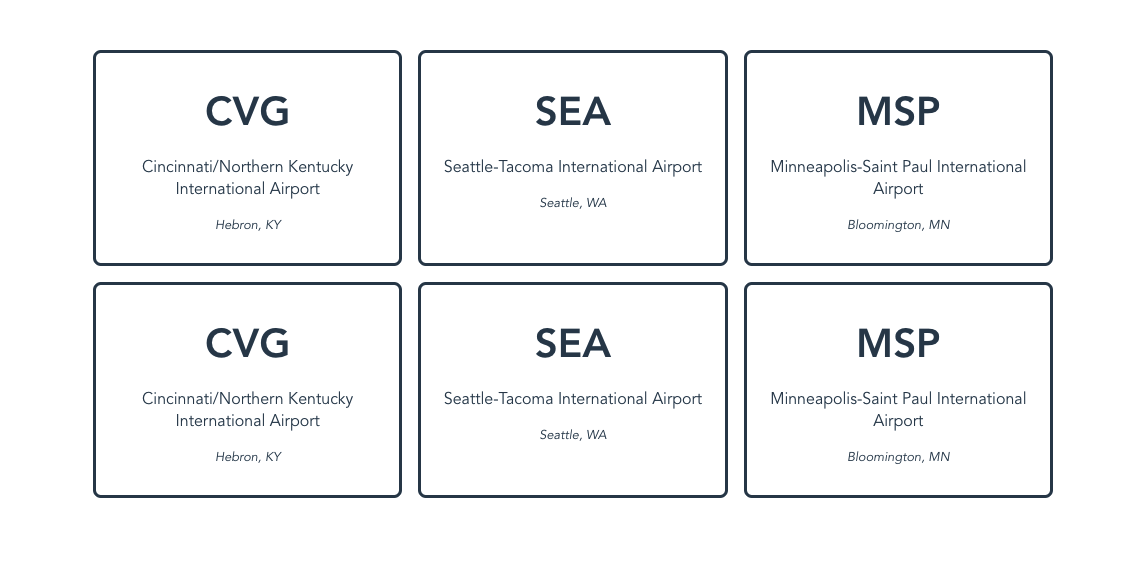 CVG
Cincinnati/Northern Kentucky
International Airport
Hebron, KY
SEA
Seattle-Tacoma International Airport
Seattle, WA
MSP
Minneapolis-Saint Paul International
Airport
Bloomington, MN
CVG
Cincinnati/Northern Kentucky
International Airport
Hebron, KY
SEA
Seattle-Tacoma International Airport
Seattle, WA
MSP
Minneapolis-Saint Paul International
Airport
Bloomington, MN